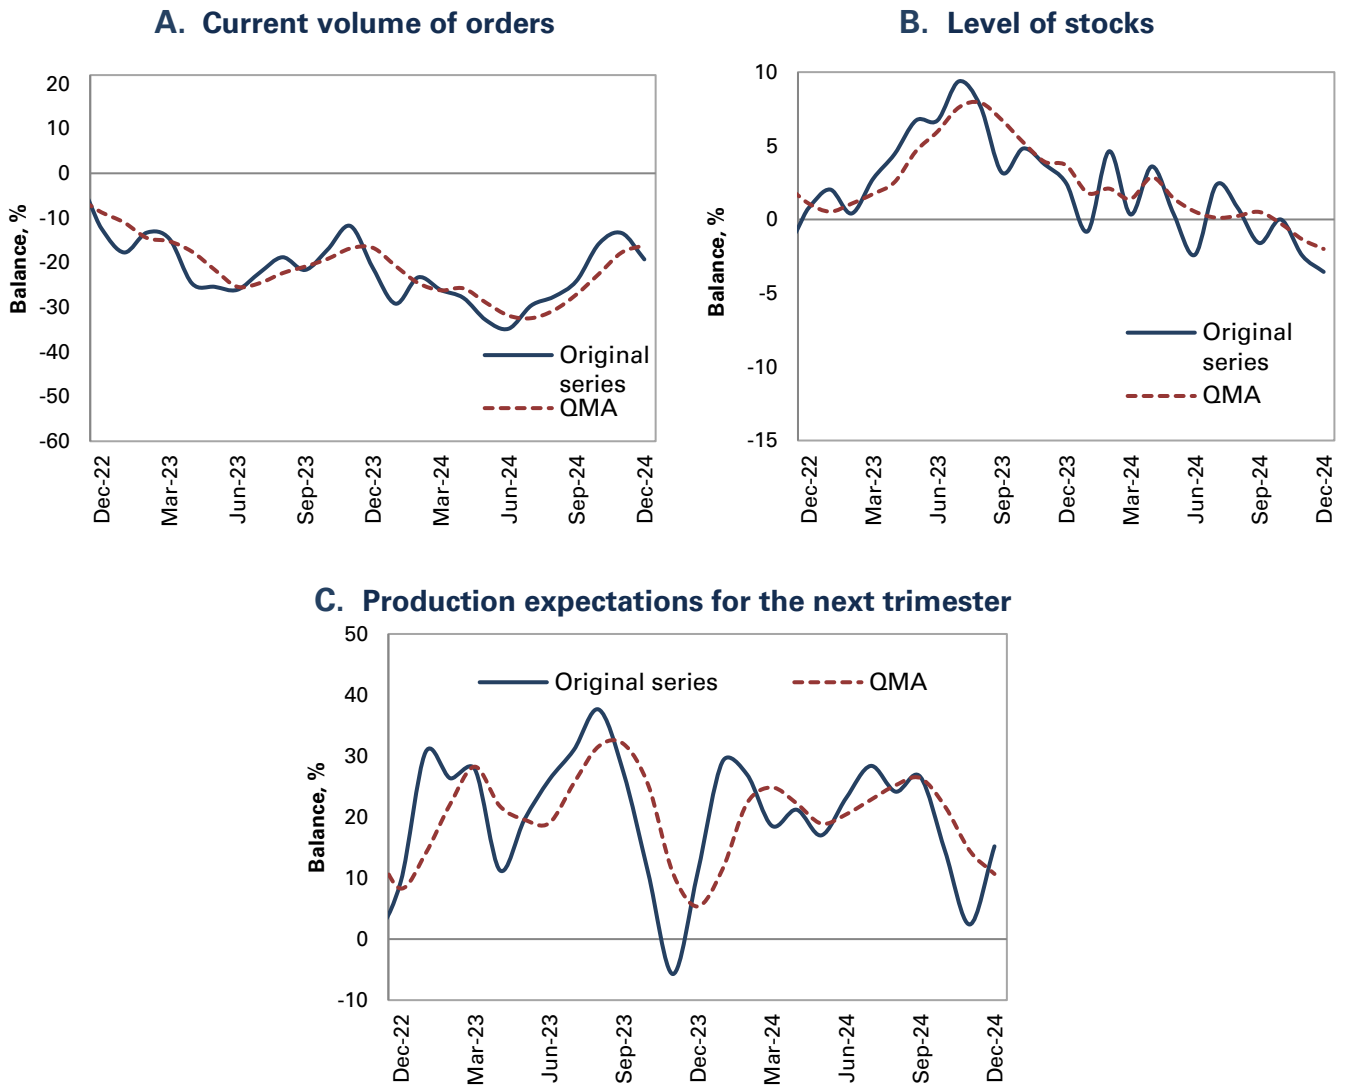 A. Current volume of orders
Balance, %
20
10
0
-10
-20
-30
-40
-50
-60
Original
series
QMA
Dec-22
Mar-23
Jun-23
Sep-23
Dec-23
Mar-24
Jun-24
Sep-24
Dec-24
B. Level of stocks
Balance, %
10
5
0
-5
-10
-15
Original
series
QMA
Dec-22
Mar-23
Jun-23
Sep-23
Dec-23
Mar-24
Jun-24
Sep-24
Dec-24
C. Production expectations for the next trimester
Balance, %
50
40
30
20
10
0
-10
Original series
QMA
Dec-22
Mar-23
Jun-23
Sep-23
Dec-23
Mar-24
Jun-24
Sep-24
Dec-24